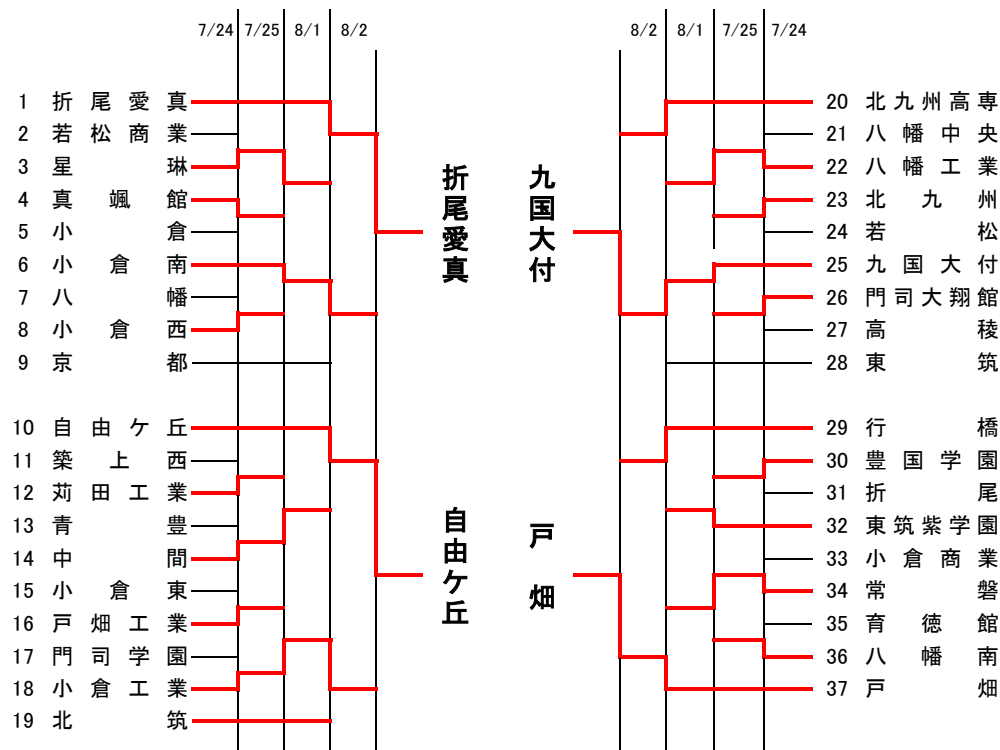 7/24 7/25 8/1 8/2
8/2 8/1 7/25 7/24
1 折尾愛真
2 若松商業
3 星琳
4 真颯館
5 小倉
6 小倉南
7 八幡
8 小倉西
9 京都
10 自由ケ丘
11 築上西
12 苅田工業
13 青豊
14 中間
15 小倉東
16 戸畑工業
17 門司学園
18 小倉工業
19 北筑
折尾愛真
自由ケ丘
九国大付
戸畑
20 北九州高専
21 八幡中央
22 八幡工業
23 北九州
24 若松
25 九国大付
26 門司大翔館
27 高稜
28 東筑
29 行橋
30 豊国学園
31 折尾
32 東筑紫学園
33 小倉商業
34 常磐
35 育徳館
36 八幡南
37 戸畑